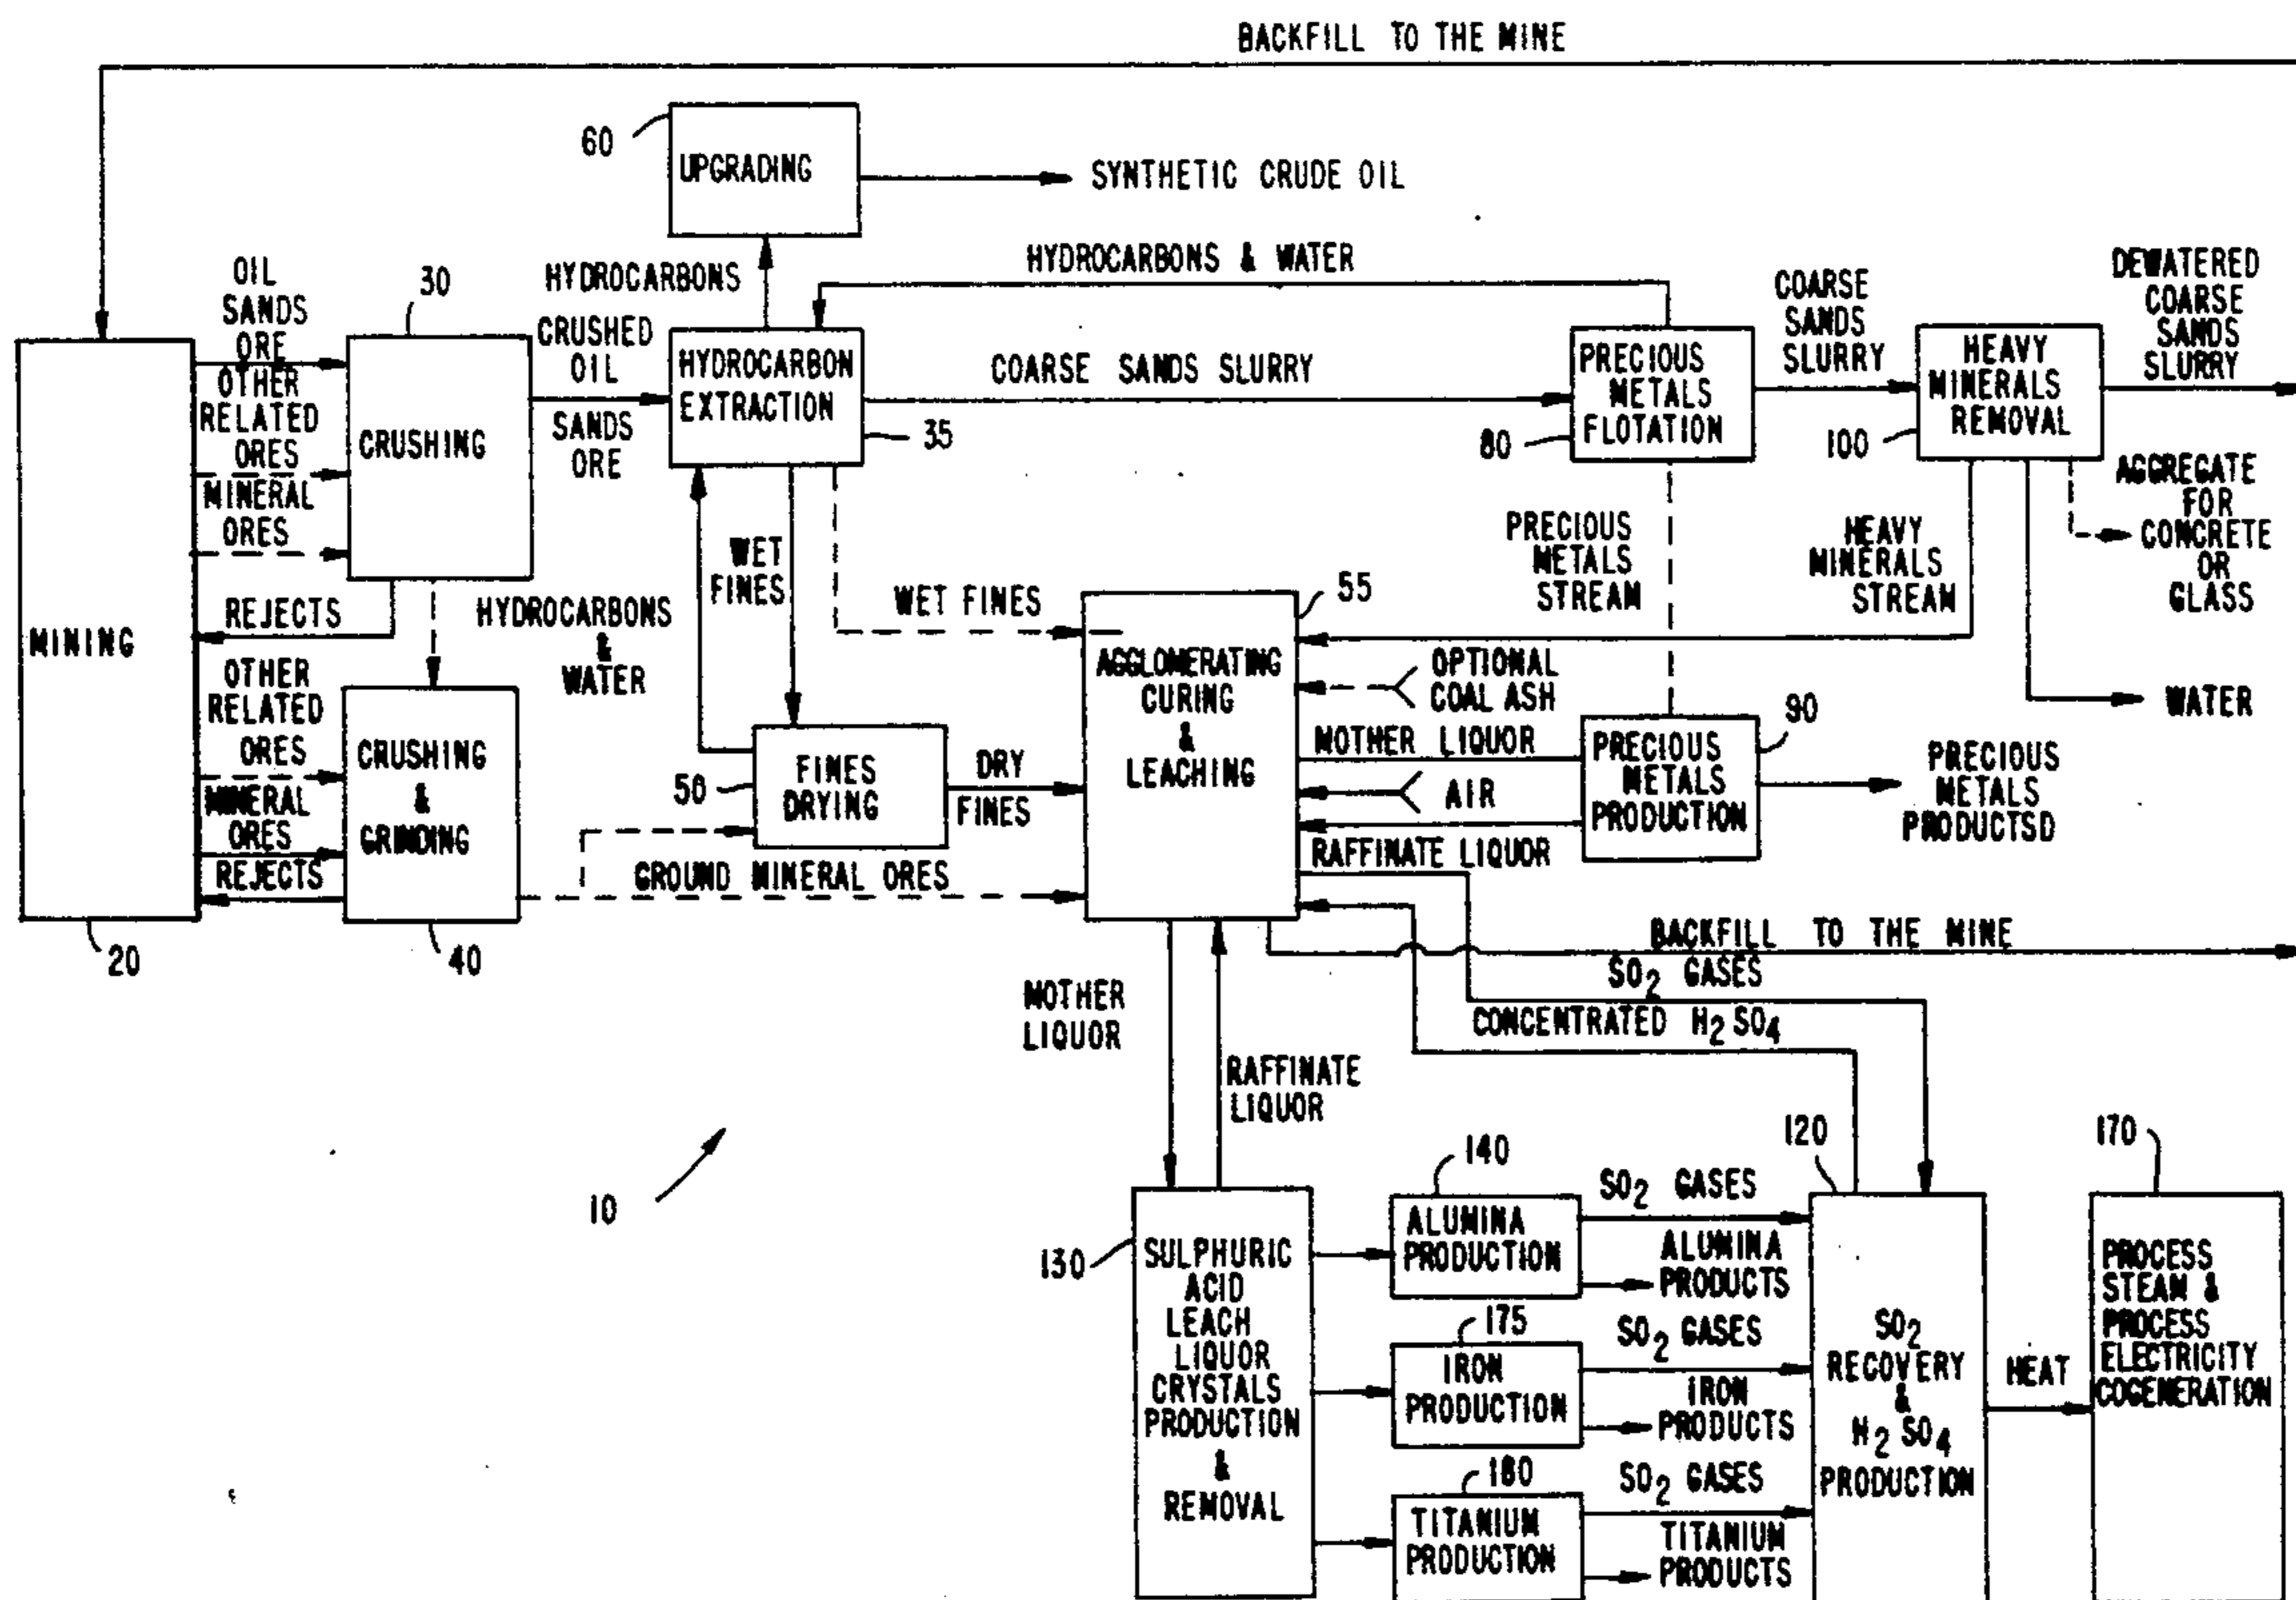 BACKFILL TO THE MINE
60
UPGRADING
SYNTHETIC CRUDE OIL
HYDROCARBONS
HYDROCARBONS & WATER
OIL
SANDS
ORE
OTHER
RELATED
ORES
MINERAL
ORES
30
CRUSHING
CRUSHED
OIL
SANDS
ORE
HYDROCARBON
EXTRACTION
35
COARSE SANDS SLURRY
PRECIOUS
METALS
FLOTATION
80
COARSE
SANDS
SLURRY
HEAVY
MINERALS
REMOVAL
100
DEWATERED
COARSE
SANDS
SLURRY
AGGREGATE
FOR
CONCRETE
OR
GLASS
MINING
20
REJECTS
OTHER
RELATED
ORES
MINERAL
ORES
REJECTS
CRUSHING
&
GRINDING
40
HYDROCARBONS
&
WATER
WET
FINES
WET FINES
50
FINES
DRYING
DRY
FINES
GROUND MINERAL ORES
55
AGGLOMERATING
CURING
&
LEACHING
PRECIOUS
METALS
STREAM
HEAVY
MINERALS
STREAM
OPTIONAL
COAL ASH
MOTHER LIQUOR
AIR
RAFFINATE LIQUOR
90
PRECIOUS
METALS
PRODUCTION
WATER
PRECIOUS
METALS
PRODUCTSD
BACKFILL TO THE MINE
SO2 GASES
CONCENTRATED H2SO4
MOTHER
LIQUOR
RAFFINATE
LIQUOR
10
130
SULPHURIC
ACID
LEACH
LIQUOR
CRYSTALS
PRODUCTION
&
REMOVAL
140
ALUMINA
PRODUCTION
SO2 GASES
ALUMINA
PRODUCTS
175
IRON
PRODUCTION
SO2 GASES
IRON
PRODUCTS
180
TITANIUM
PRODUCTION
SO2 GASES
TITANIUM
PRODUCTS
120
SO2
RECOVERY
&
H2SO4
PRODUCTION
HEAT
170
PROCESS
STEAM &
PROCESS
ELECTRICITY
COGENERATION